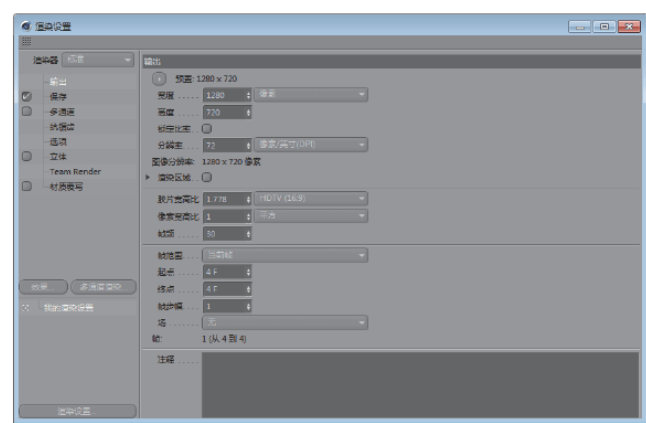 渲染设置
渲染器 标准
输出
保存
多通道
抗锯齿
选项
立体
Team Render
材质覆写
效果... 多通道渲染...
我的渲染设置
渲染设置...
输出
预置: 1280 x 720
宽度 1280 像素
高度 720
锁定比率
分辨率 72 像素/英寸(DPI)
图像分辨率: 1280 x 720 像素
渲染区域
胶片宽高比 1.778 HDTV (16:9)
像素宽高比 1 平方
帧频 30
帧范围 当前帧
起点 4 F
终点 4 F
帧步幅 1
场 无
帧: 1 (从 4 到 4)
注释